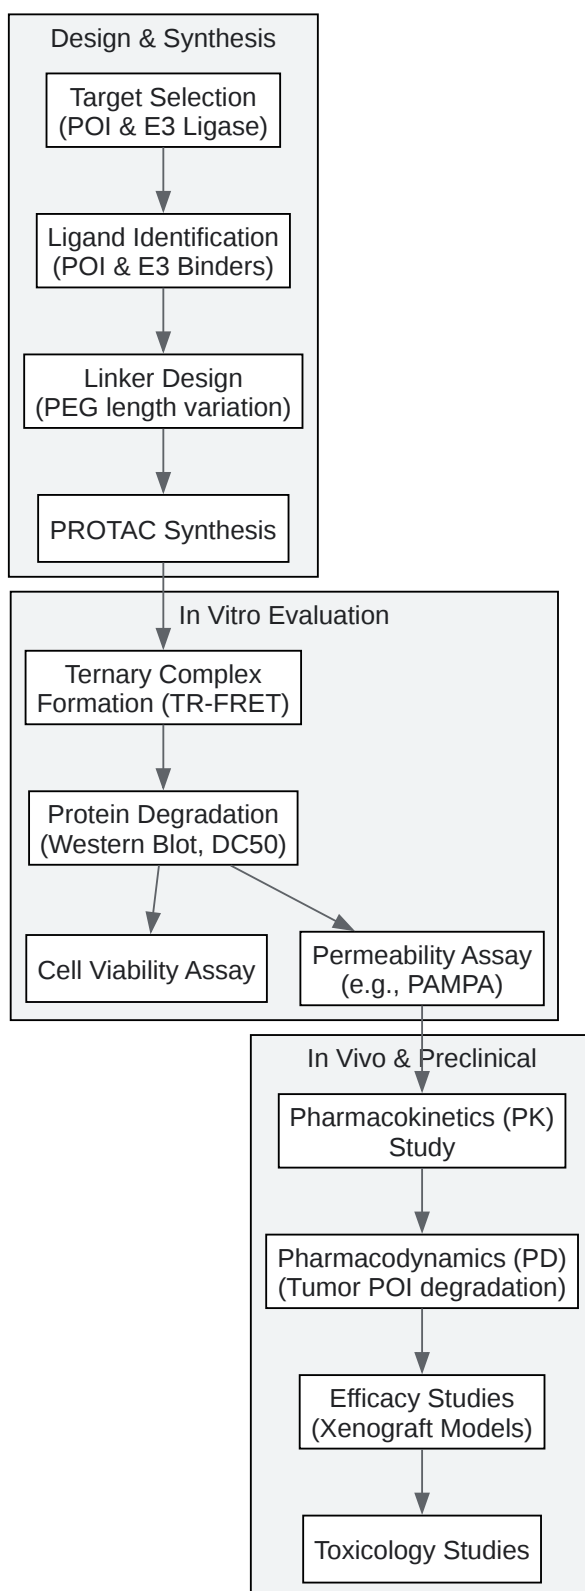 Design & Synthesis
Target Selection
(POI & E3 Ligase)
Ligand Identification
(POI & E3 Binders)
Linker Design
(PEG length variation)
PROTAC Synthesis
In Vitro Evaluation
Ternary Complex
Formation (TR-FRET)
Protein Degradation
(Western Blot, DC50)
Cell Viability Assay
Permeability Assay
(e.g., PAMPA)
In Vivo & Preclinical
Pharmacokinetics (PK)
Study
Pharmacodynamics (PD)
(Tumor POI degradation)
Efficacy Studies
(Xenograft Models)
Toxicology Studies